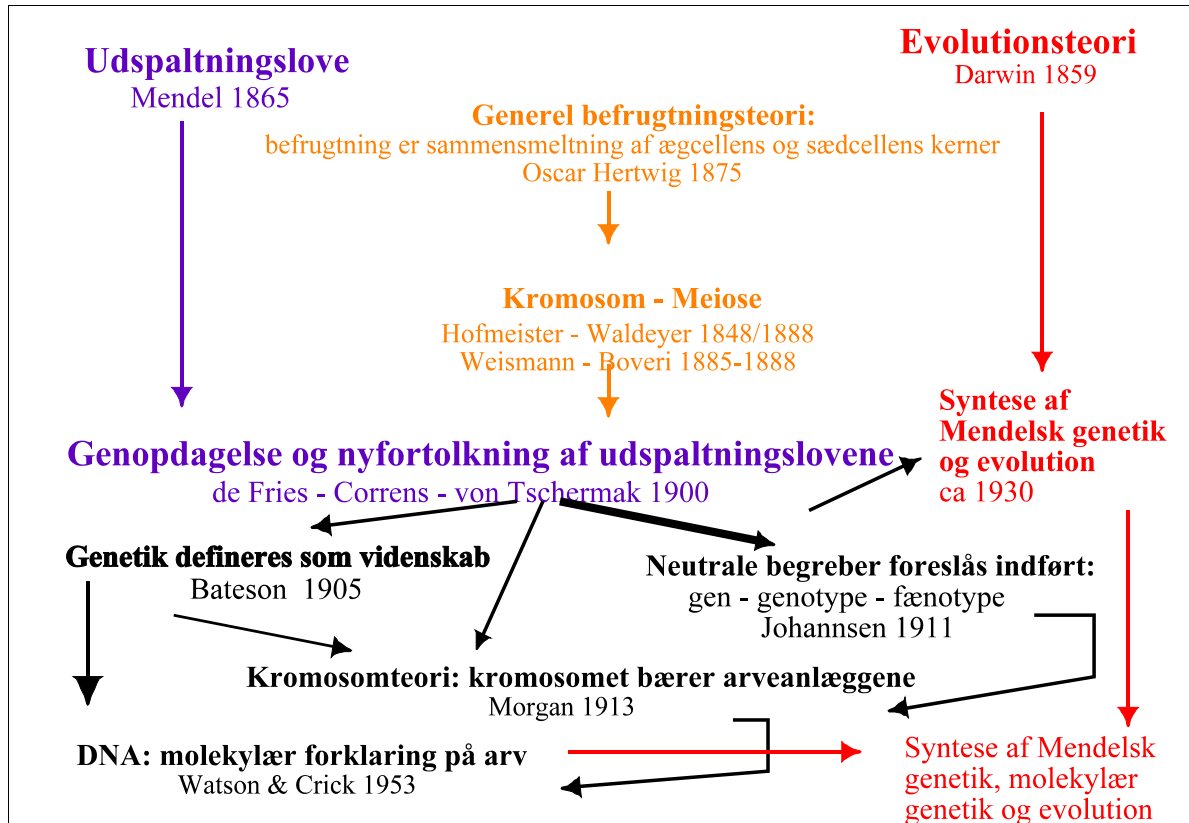 Udspaltningslove
Mendel 1865
Evolutionsteori
Darwin 1859
Generel befrugtningsteori:
befrugtning er sammensmeltning af ægcellens og sædcellens kerner
Oscar Hertwig 1875
Kromosom - Meiose
Hofmeister - Waldeyer 1848/1888
Weismann - Boveri 1885-1888
Syntese af
Mendelsk genetik
og evolution
ca 1930
Genopdagelse og nyfortolkning af udspaltningslovene
de Fries - Correns - von Tschermak 1900
Genetik defineres som videnskab
Bateson 1905
Neutrale begreber foreslås indført:
gen - genotype - fænotype
Johannsen 1911
Kromosomteori: kromosomet bærer arveanlæggene
Morgan 1913
DNA: molekylær forklaring på arv
Watson & Crick 1953
Syntese af Mendelsk
genetik, molekylær
genetik og evolution